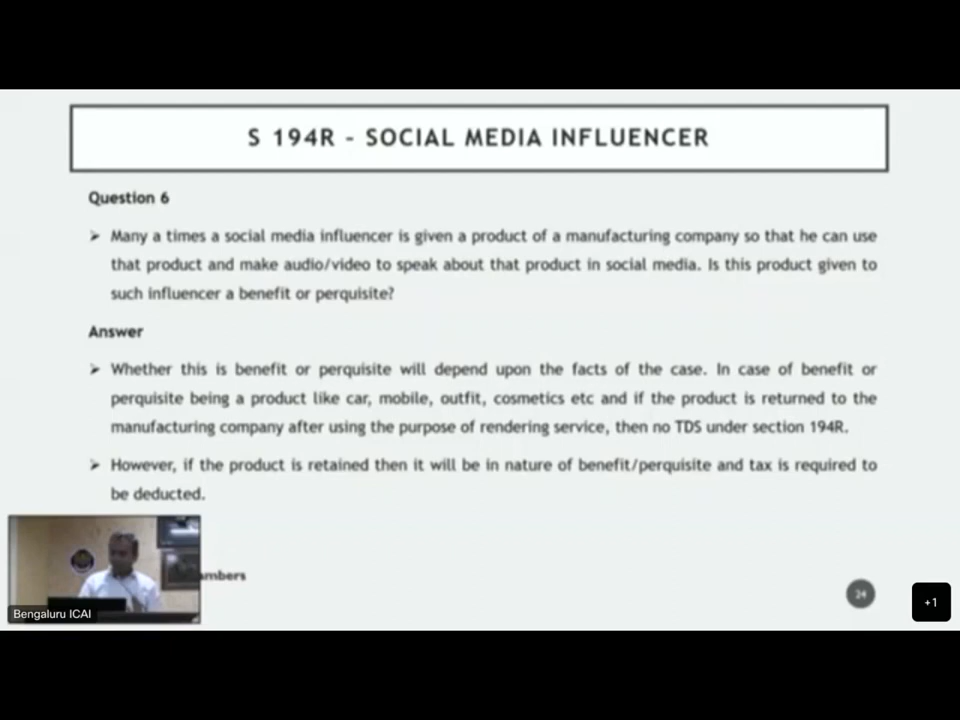 S 194R – SOCIAL MEDIA INFLUENCER
Question 6
➢ Many a times a social media influencer is given a product of a manufacturing company so that he can use
that product and make audio/video to speak about that product in social media. Is this product given to
such influencer a benefit or perquisite?
Answer
➢ Whether this is benefit or perquisite will depend upon the facts of the case. In case of benefit or
perquisite being a product like car, mobile, outfit, cosmetics etc and if the product is returned to the
manufacturing company after using the purpose of rendering service, then no TDS under section 194R.
➢ However, if the product is retained then it will be in nature of benefit/perquisite and tax is required to
be deducted.
ambers
Bengaluru ICAI
24
+1